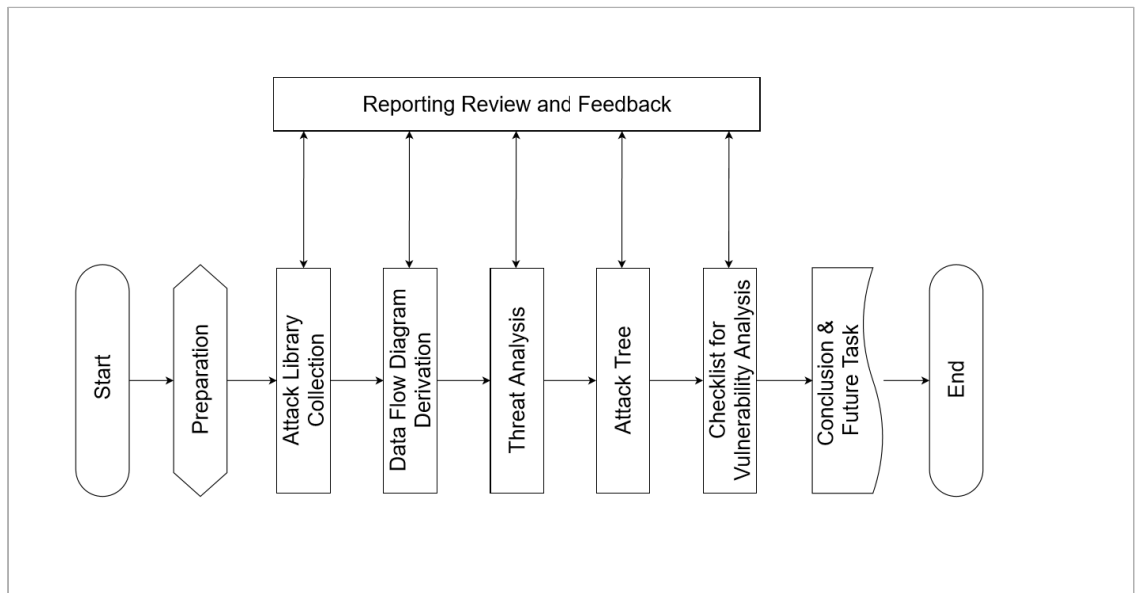 Reporting Review and Feedback
Start
Preparation
Attack Library
Collection
Data Flow Diagram
Derivation
Threat Analysis
Attack Tree
Checklist for
Vulnerability Analysis
Conclusion &
Future Task
End